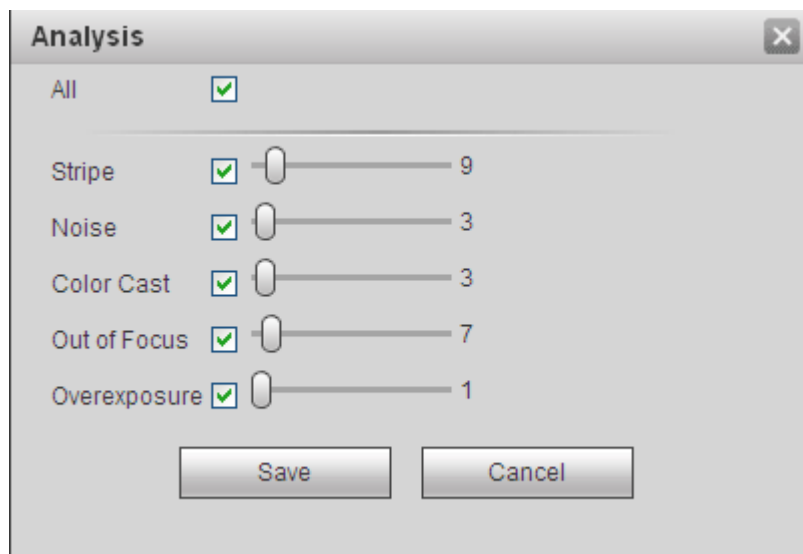 Analysis
All
Stripe 9
Noise 3
Color Cast 3
Out of Focus 7
Overexposure 1
Save Cancel